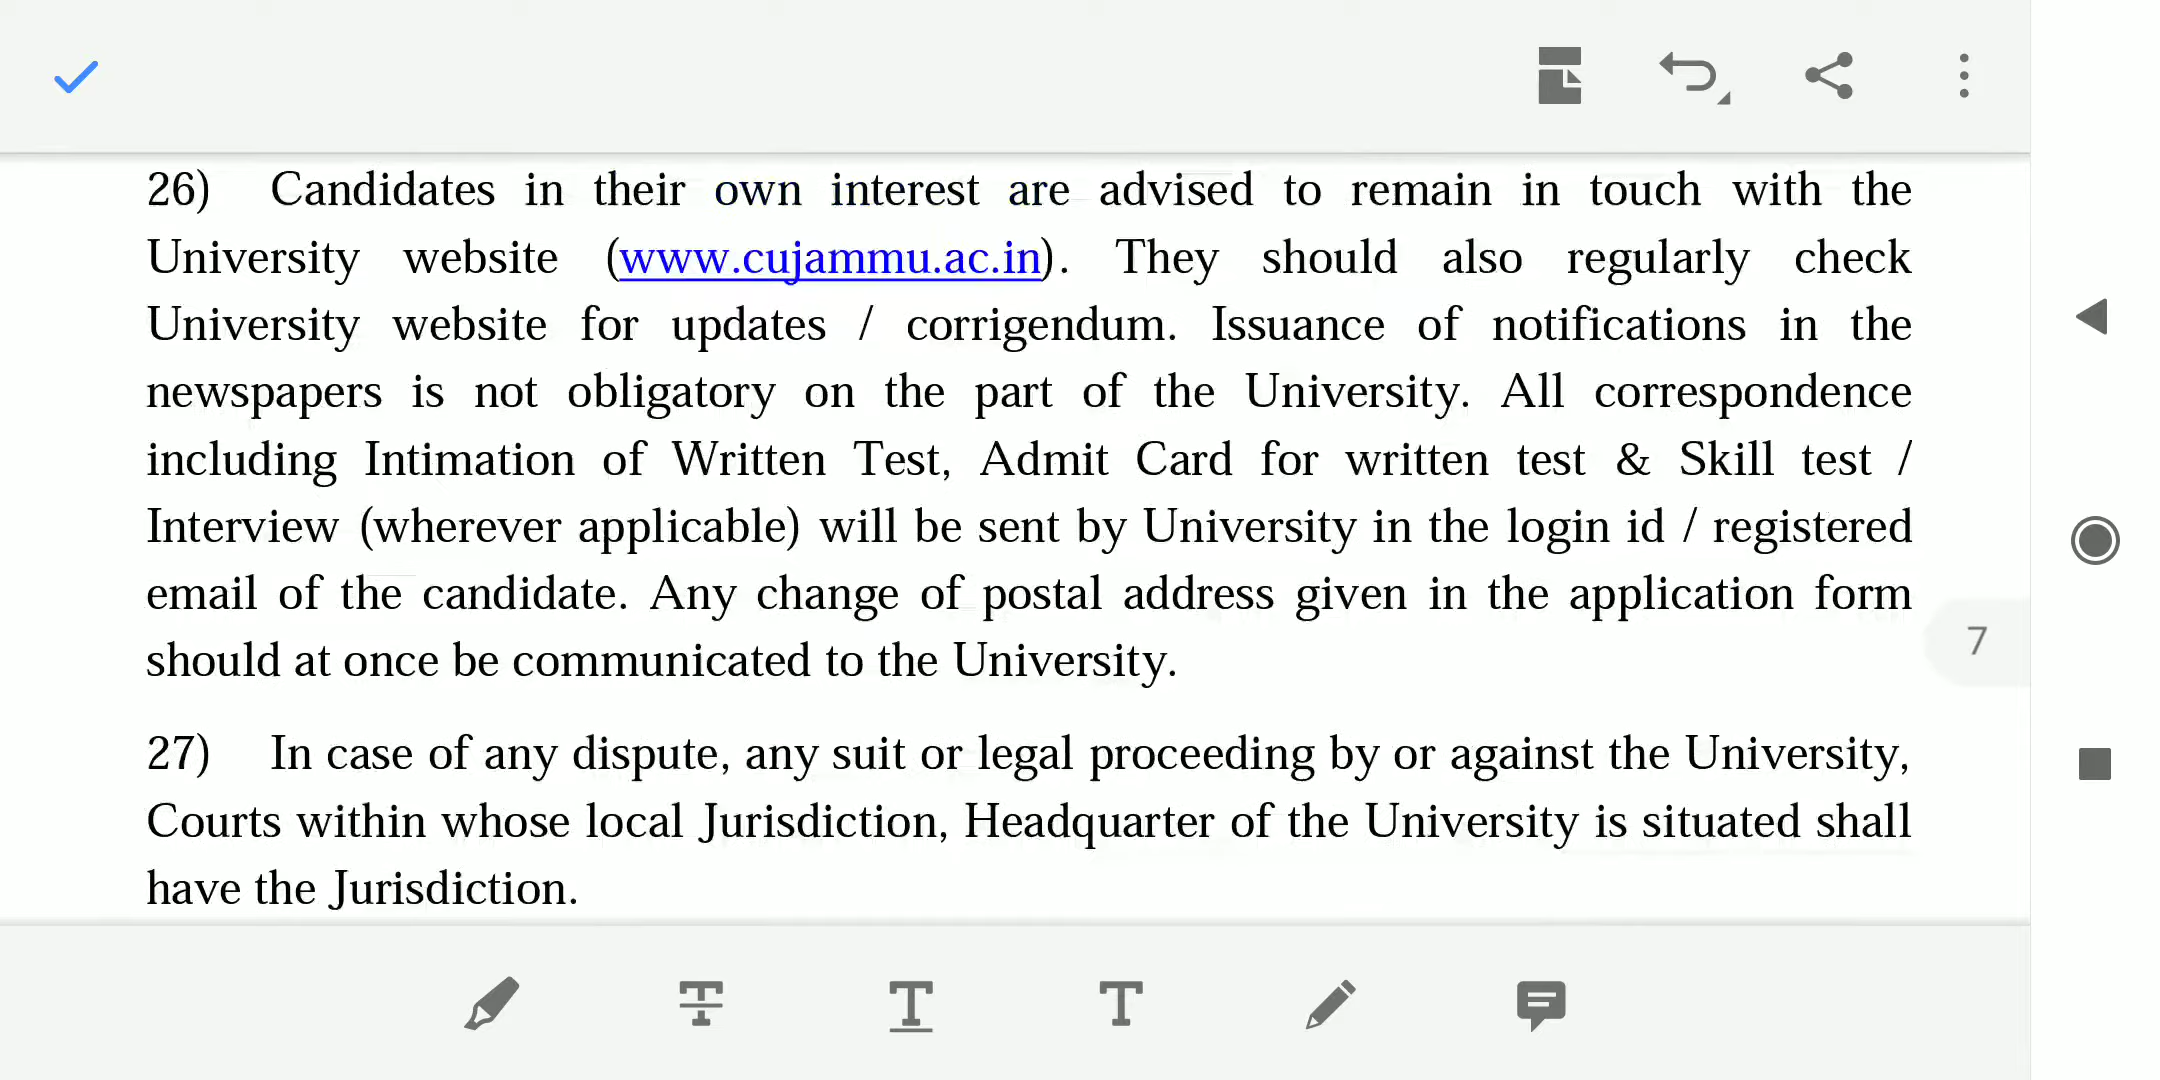 26) Candidates in their own interest are advised to remain in touch with the
University website (www.cujammu.ac.in). They should also regularly check
University website for updates / corrigendum. Issuance of notifications in the
newspapers is not obligatory on the part of the University. All correspondence
including Intimation of Written Test, Admit Card for written test & Skill test /
Interview (wherever applicable) will be sent by University in the login id / registered
email of the candidate. Any change of postal address given in the application form
should at once be communicated to the University.
7
27) In case of any dispute, any suit or legal proceeding by or against the University,
Courts within whose local Jurisdiction, Headquarter of the University is situated shall
have the Jurisdiction.